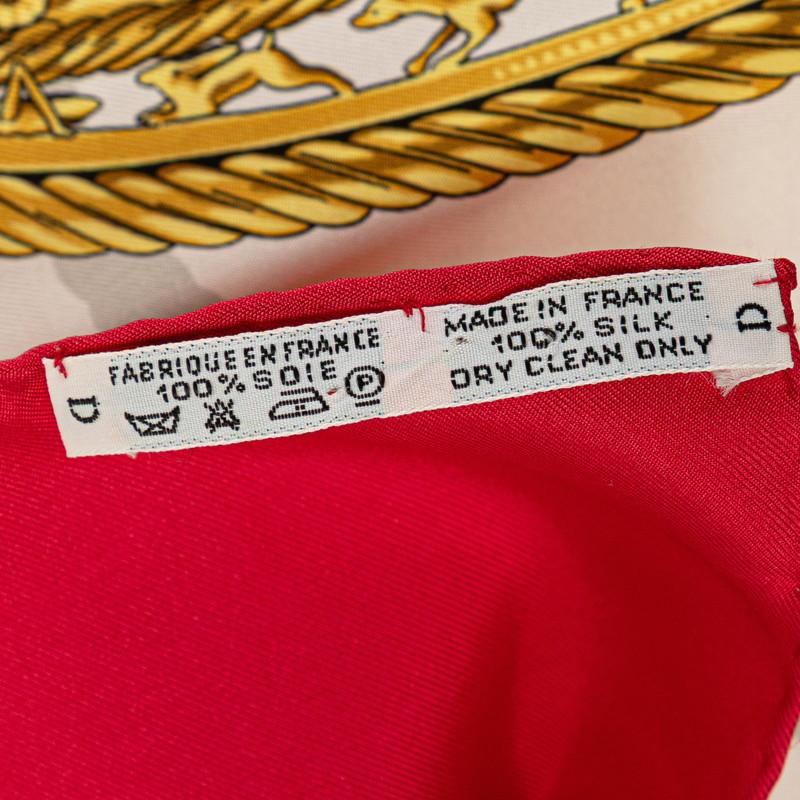 D
FABRIQUE EN FRANCE
100% SOIE
P
MADE IN FRANCE
100% SILK
DRY CLEAN ONLY
D